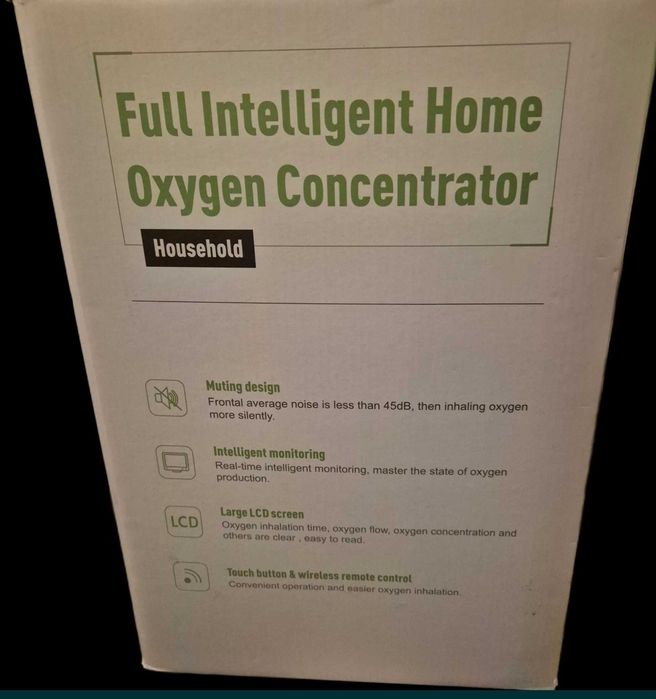 Full Intelligent Home
Oxygen Concentrator
Household
Muting design
Frontal average noise is less than 45dB, then inhaling oxygen
more silently.
Intelligent monitoring
Real-time intelligent monitoring, master the state of oxygen
production.
LCD
Large LCD screen
Oxygen inhalation time, oxygen flow, oxygen concentration and
others are clear , easy to read.
Touch button & wireless remote control
Convenient operation and easier oxygen inhalation.